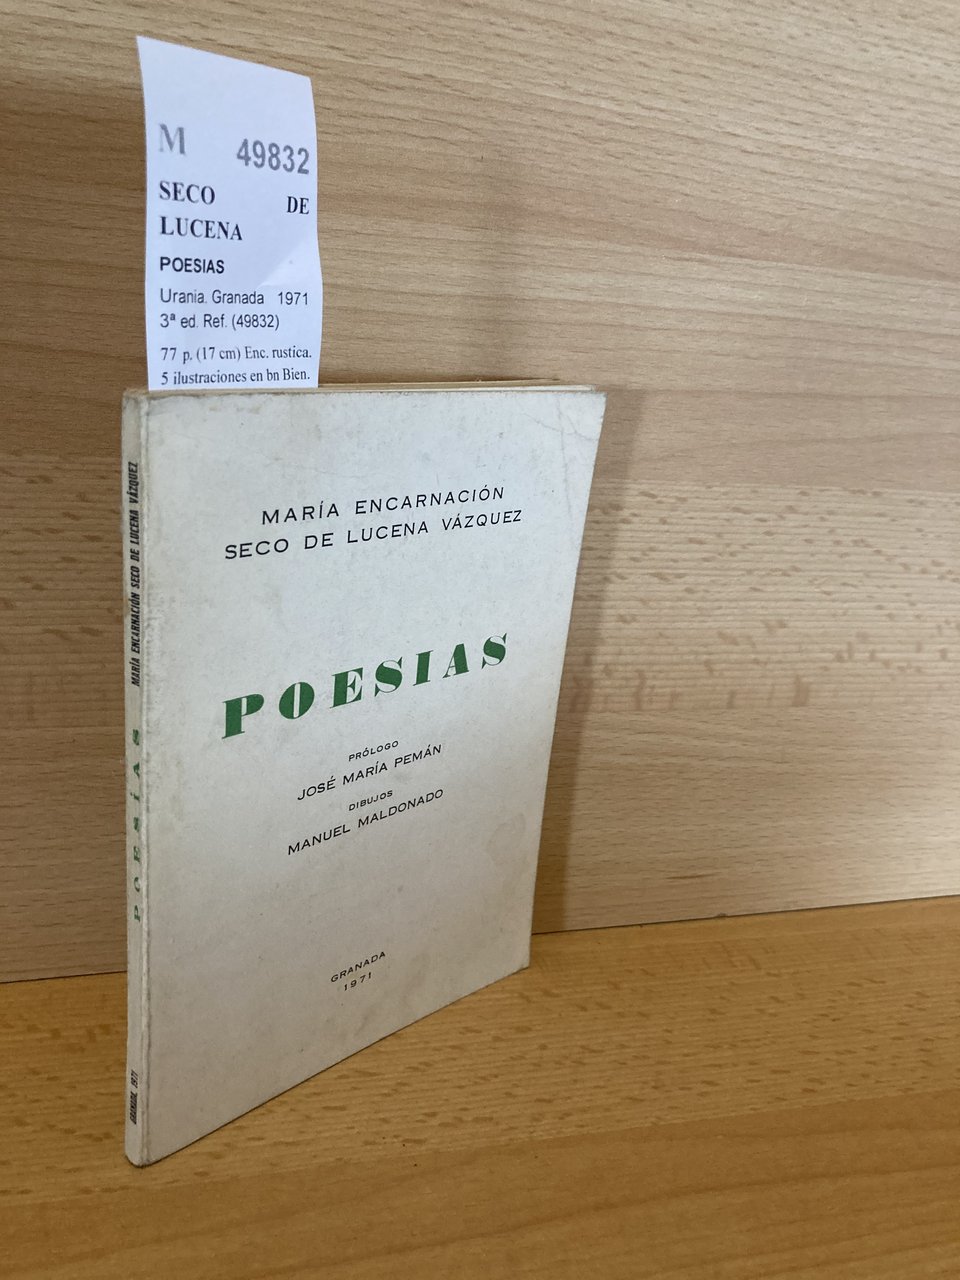 M 49832
SECO DE
LUCENA
POESIAS
Urania. Granada 1971
3ª ed. Ref. (49832)
77 p. (17 cm) Enc. rustica.
5 ilustraciones en bn Bien.
MARÍA ENCARNACIÓN
SECO DE LUCENA VÁZQUEZ
POESIAS
PRÓLOGO
JOSÉ MARÍA PEMÁN
DIBUJOS
MANUEL MALDONADO
GRANADA
1971
MARÍA ENCARNACIÓN SECO DE LUCENA VÁZQUEZ
POESÍAS
GRANADA, 1971